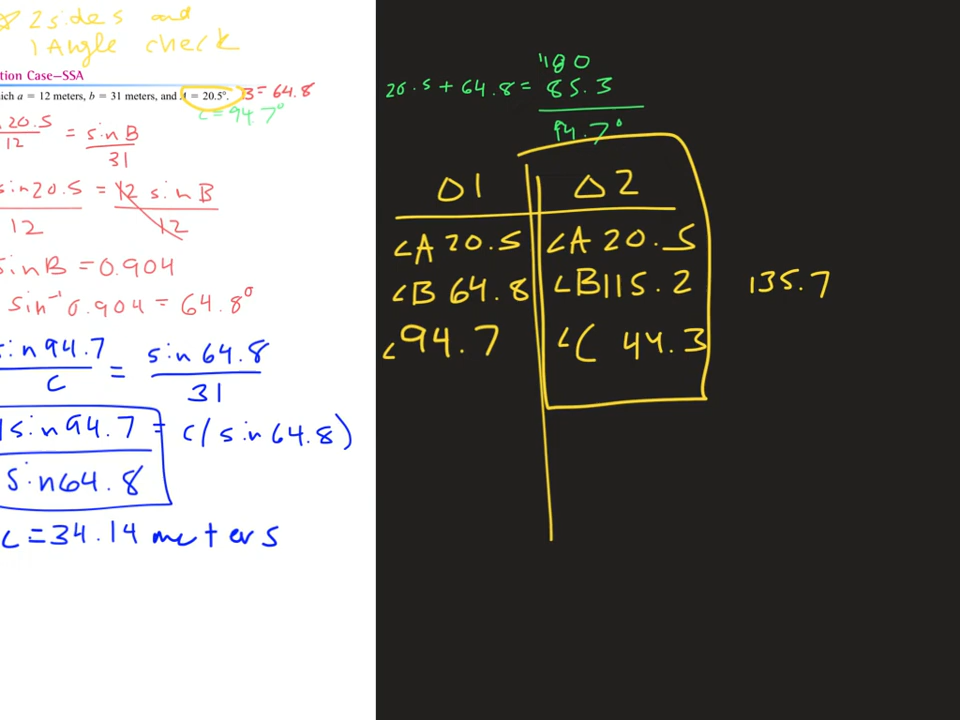 2 sides and
1 Angle check
tion Case—SSA
ich a = 12 meters, b = 31 meters, and A = 20.5°. B = 64.8
C = 94.7°
20.5 / 12 = sin B / 31
sin 20.5 / 12 = 12 sin B / 12
sin B = 0.904
sin⁻¹ 0.904 = 64.8°
sin 94.7 / c = sin 64.8 / 31
sin 94.7 / sin 64.8 = c (sin 64.8)
c = 34.14 meters
180
20.5 + 64.8 = 85.3
94.7°
△1 △2
∠A 20.5 ∠A 20.5
∠B 64.8 ∠B 115.2 135.7
∠94.7 ∠C 44.3